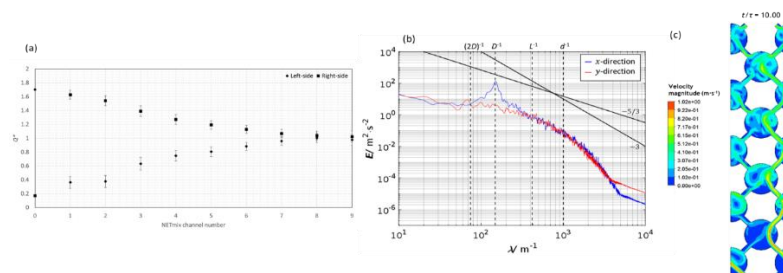 (a)
◆ Left-side ■ Right-side
2
1.8
1.6
1.4
1.2
1
0.8
0.6
0.4
0.2
0
0 1 2 3 4 5 6 7 8 9
NETmix channel number
(b)
(2D)⁻¹ D⁻¹ L⁻¹ d⁻¹
x-direction
y-direction
10⁴
10²
10⁰
10⁻²
10⁻⁴
10⁻⁶
E/ m²·s⁻²
−5/3
−3
10¹ 10² 10³ 10⁴
λ/ m⁻¹
(c)
t/τ = 10.00
Velocity
magnitude (m·s⁻¹)
1.02e+00
9.22e-01
8.20e-01
7.17e-01
6.15e-01
5.12e-01
4.10e-01
3.07e-01
2.05e-01
1.02e-01
0.00e+00